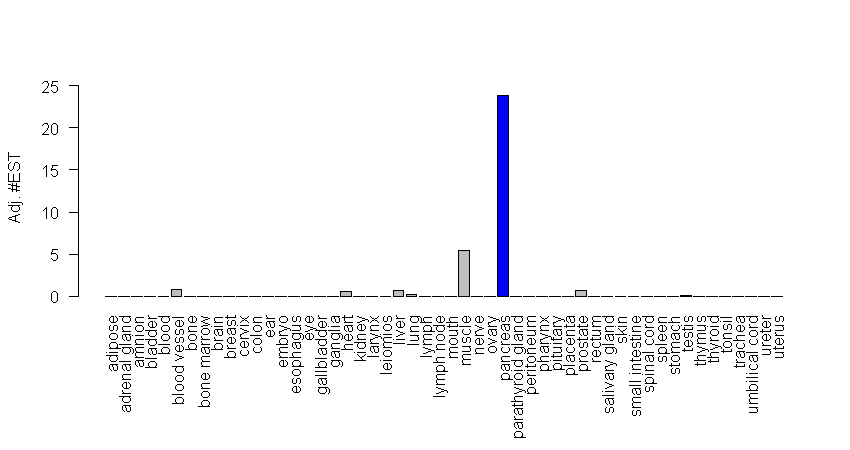 Adj. #EST
25
20
15
10
5
0
adipose
adrenal gland
amnion
bladder
blood
blood vessel
bone
bone marrow
brain
breast
cervix
colon
ear
embryo
esophagus
eye
gallbladder
ganglia
heart
kidney
larynx
leiomios
liver
lung
lymph
lymph node
mouth
muscle
nerve
ovary
pancreas
parathyroid gland
peritoneum
pharynx
pituitary
placenta
prostate
rectum
salivary gland
skin
small intestine
spinal cord
spleen
stomach
testis
thymus
thyroid
tonsil
trachea
umbilical cord
ureter
uterus